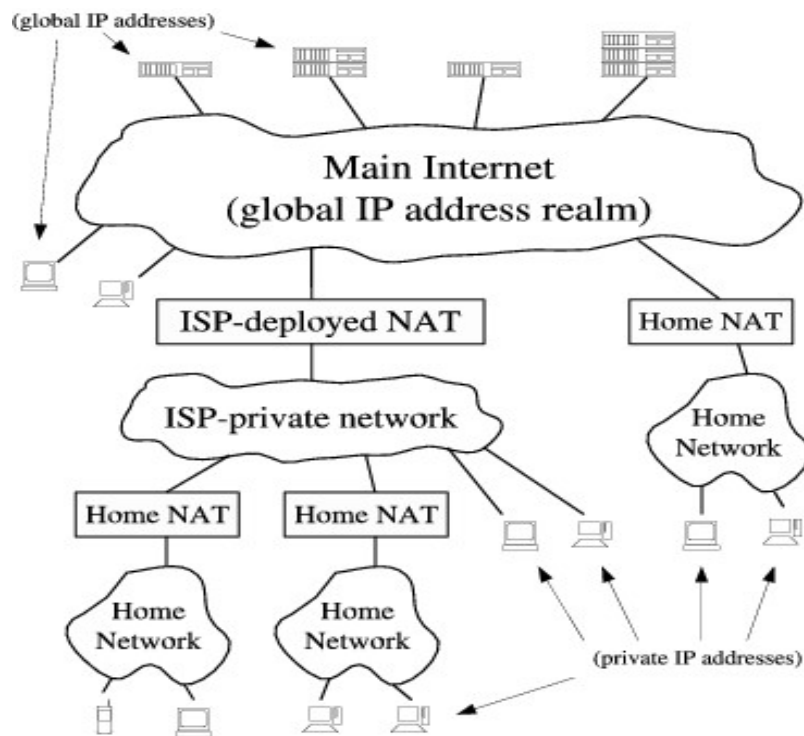 (global IP addresses)
Main Internet
(global IP address realm)
ISP-deployed NAT
Home NAT
ISP-private network
Home
Network
Home NAT
Home NAT
Home
Network
Home
Network
(private IP addresses)